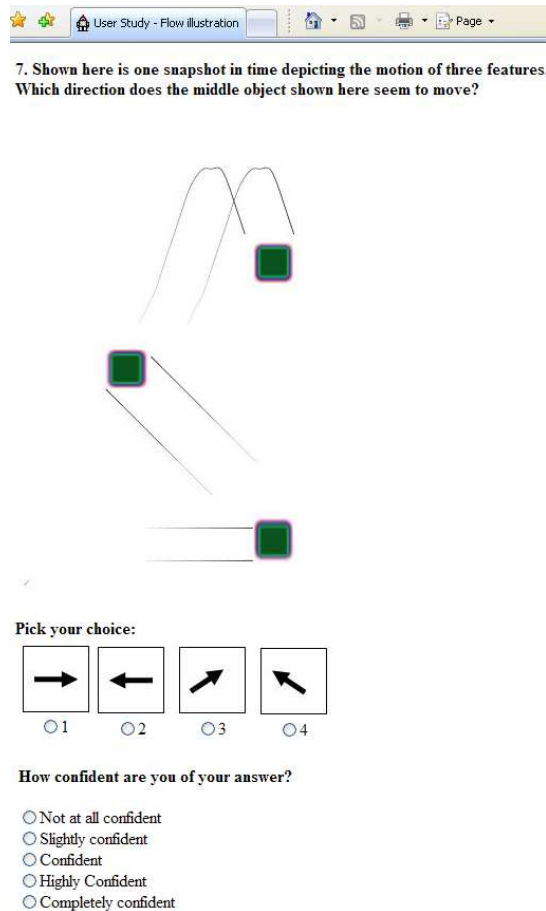 User Study - Flow illustration
Page
7. Shown here is one snapshot in time depicting the motion of three features.
Which direction does the middle object shown here seem to move?
Pick your choice:
1 2 3 4
How confident are you of your answer?
Not at all confident
Slightly confident
Confident
Highly Confident
Completely confident